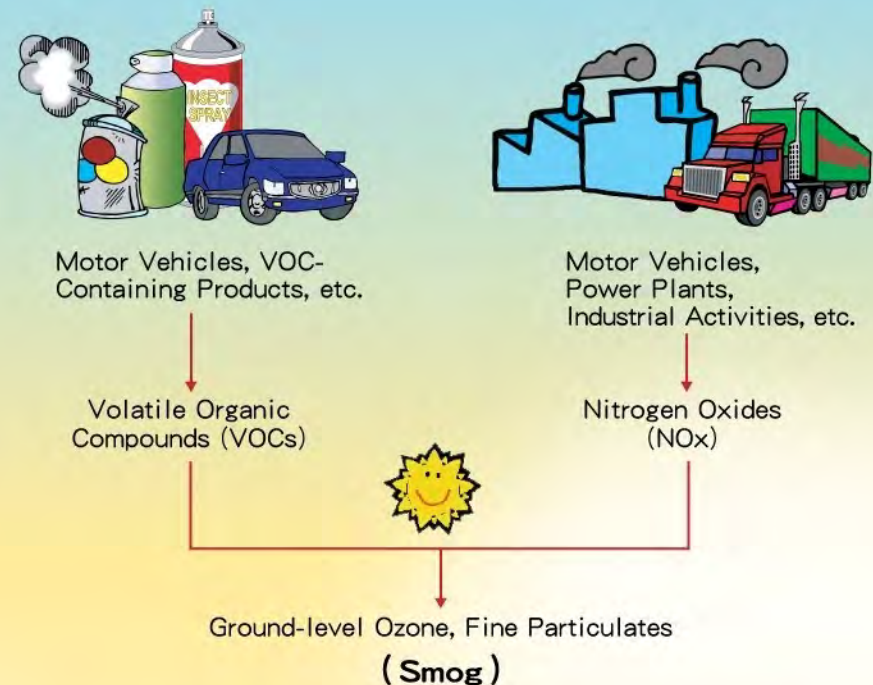 INSECT
SPRAY
Motor Vehicles, VOC-
Containing Products, etc.
Motor Vehicles,
Power Plants,
Industrial Activities, etc.
Volatile Organic
Compounds (VOCs)
Nitrogen Oxides
(NOx)
Ground-level Ozone, Fine Particulates
(Smog)